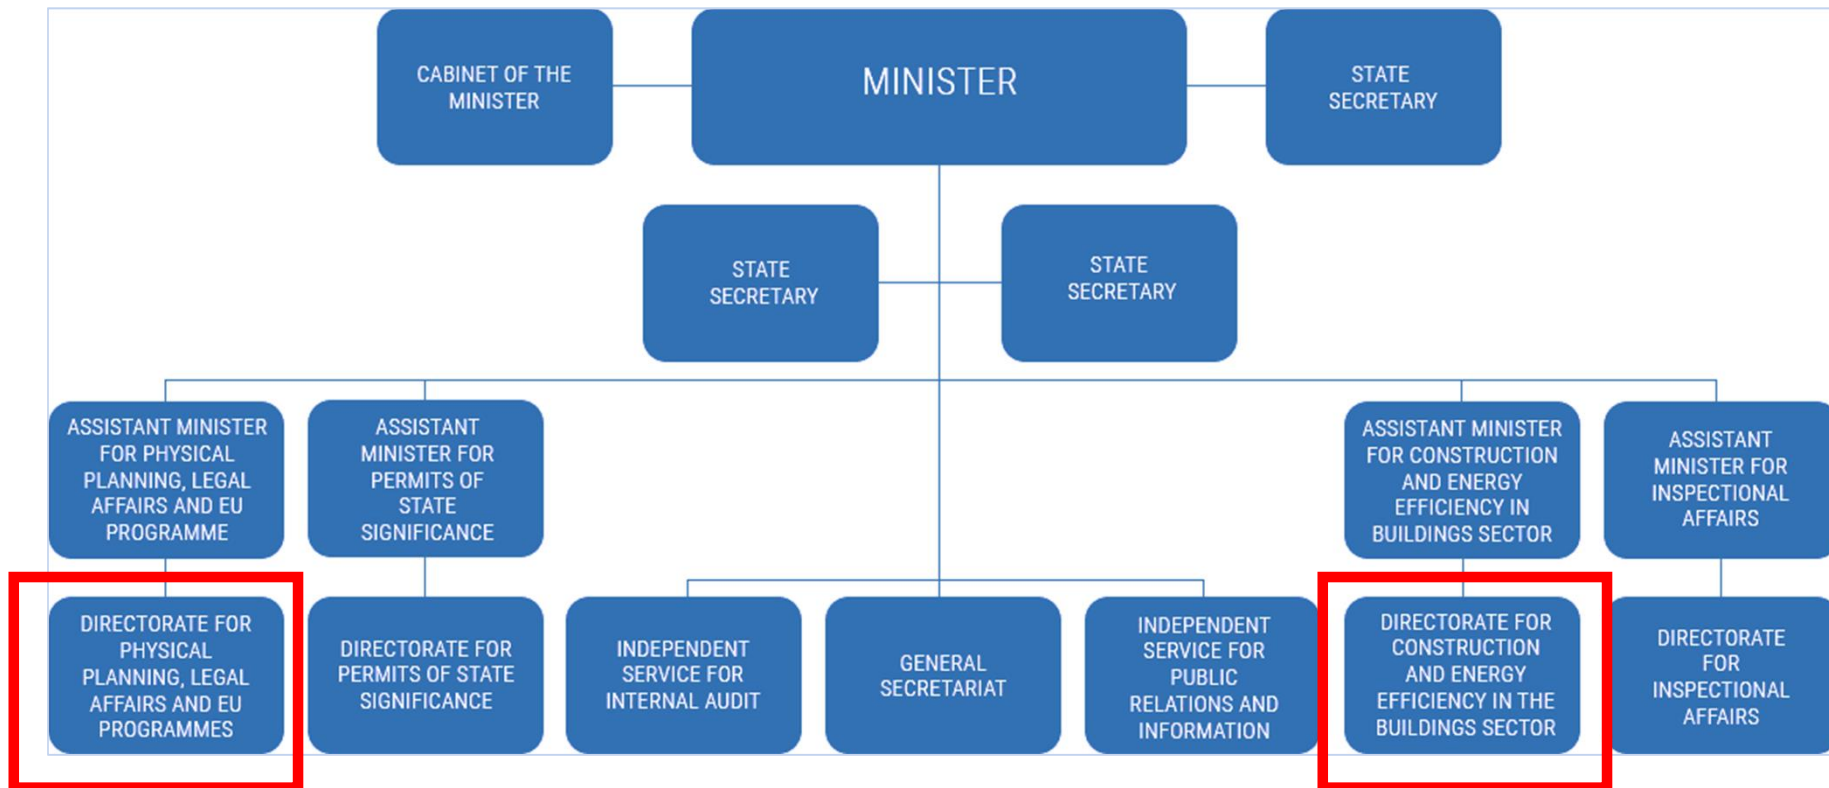 CABINET OF THE
MINISTER
MINISTER
STATE
SECRETARY
STATE
SECRETARY
STATE
SECRETARY
ASSISTANT MINISTER
FOR PHYSICAL
PLANNING, LEGAL
AFFAIRS AND EU
PROGRAMME
ASSISTANT
MINISTER FOR
PERMITS OF
STATE
SIGNIFICANCE
ASSISTANT MINISTER
FOR CONSTRUCTION
AND ENERGY
EFFICIENCY IN
BUILDINGS SECTOR
ASSISTANT
MINISTER FOR
INSPECTIONAL
AFFAIRS
DIRECTORATE FOR
PHYSICAL
PLANNING, LEGAL
AFFAIRS AND EU
PROGRAMMES
DIRECTORATE FOR
PERMITS OF STATE
SIGNIFICANCE
INDEPENDENT
SERVICE FOR
INTERNAL AUDIT
GENERAL
SECRETARIAT
INDEPENDENT
SERVICE FOR
PUBLIC
RELATIONS AND
INFORMATION
DIRECTORATE FOR
CONSTRUCTION
AND ENERGY
EFFICIENCY IN THE
BUILDINGS SECTOR
DIRECTORATE
FOR
INSPECTIONAL
AFFAIRS